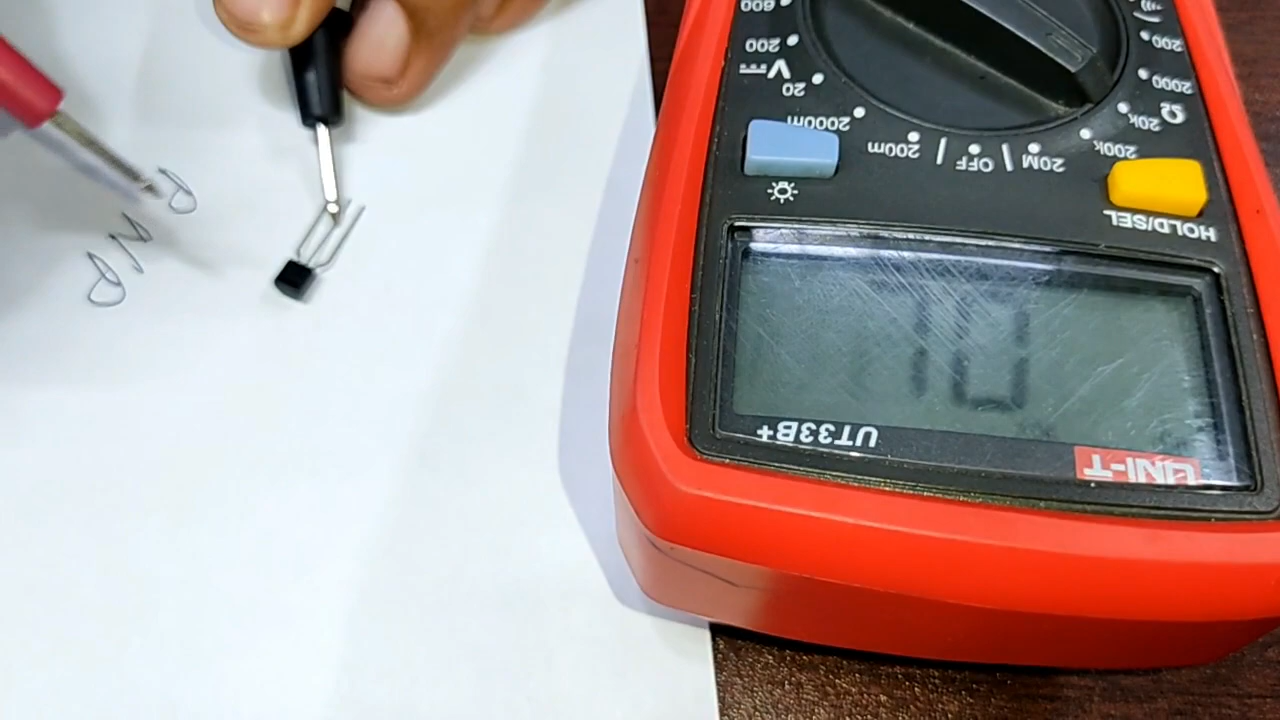 PNP
UNI-T UT33B+
OL
HOLD/SEL
200k 20M OFF 200m 2000m
20k Ω
2000
200
20
V
200
600